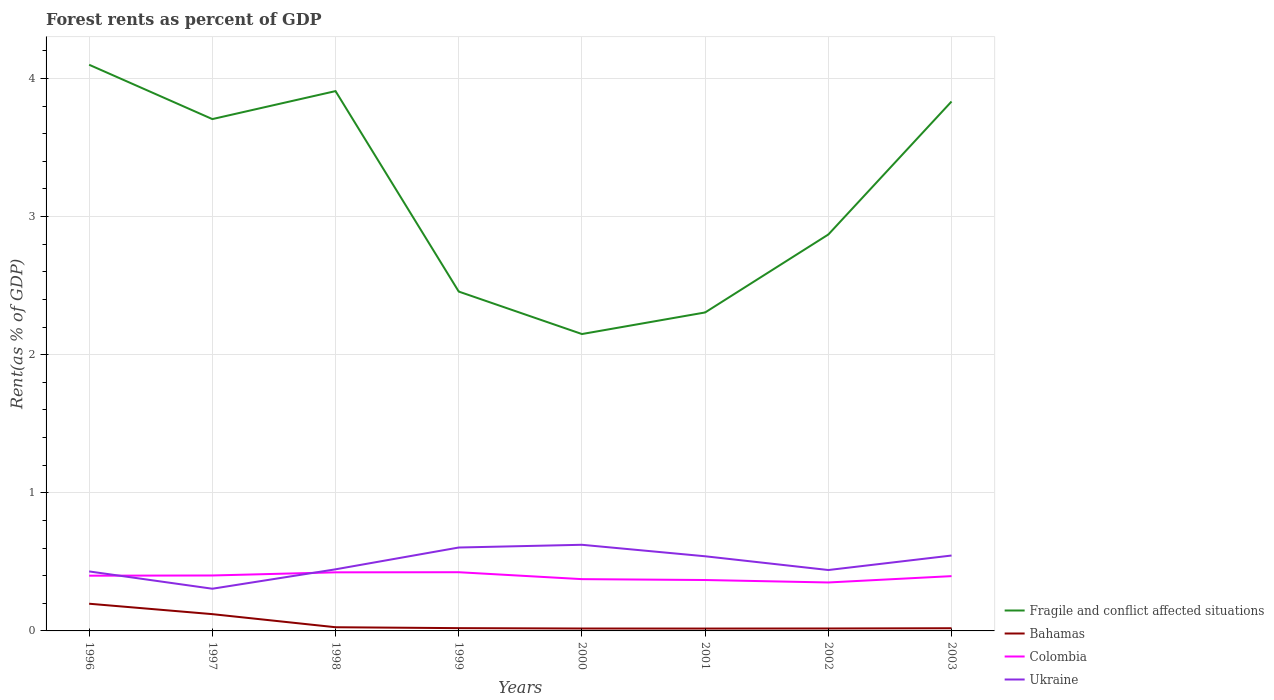 Forest rents as percent of GDP
Rent(as % of GDP)
4
3
2
1
0
1996
1997
1998
1999
2000
2001
2002
2003
Years
Fragile and conflict affected situations
Bahamas
Colombia
Ukraine